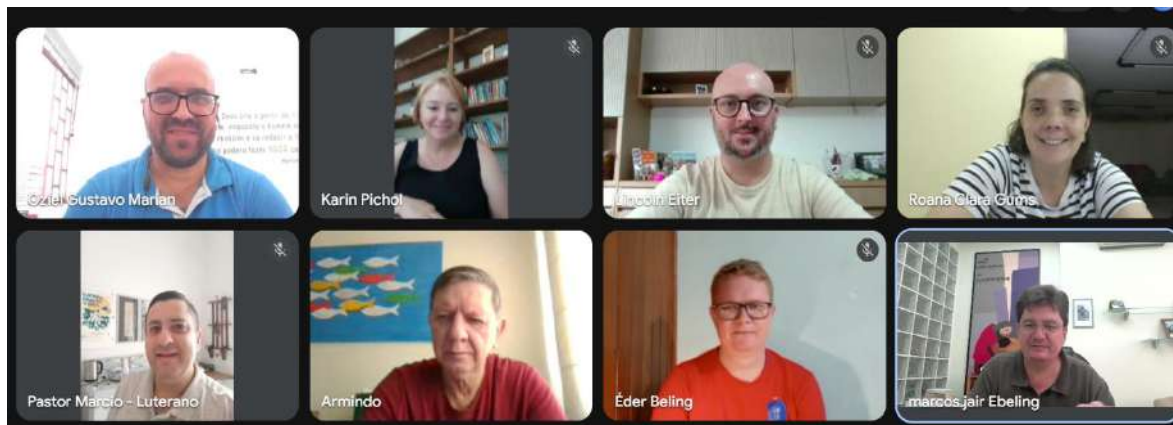 Oziel Gustavo Marian
Karin Pichol
Lincoln Eiter
Roana Clara Gums
Pastor Marcio - Luterano
Armindo
Éder Beling
marcos.jair Ebeling